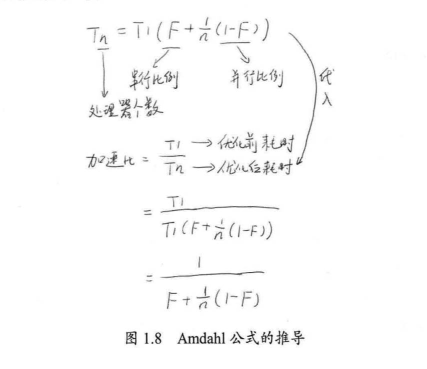 Tn = T1(F + 1/n(1-F))
串行比例 并行比例 代入
处理器个数
加速比 = T1/Tn → 优化前耗时
→ 优化后耗时
= T1/(T1(F + 1/n(1-F)))
= 1/(F + 1/n(1-F))
图 1.8 Amdahl 公式的推导